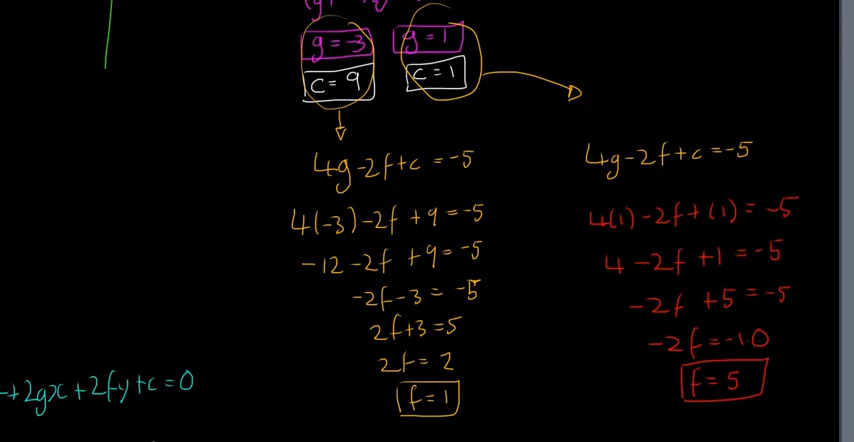 g = -3 g = 1
c = 9 c = 1
4g - 2f + c = -5
4(-3) - 2f + 9 = -5
-12 - 2f + 9 = -5
-2f - 3 = -5
2f + 3 = 5
2f = 2
f = 1
4g - 2f + c = -5
4(1) - 2f + (1) = -5
4 - 2f + 1 = -5
-2f + 5 = -5
-2f = -10
f = 5
+ 2gx + 2fy + c = 0